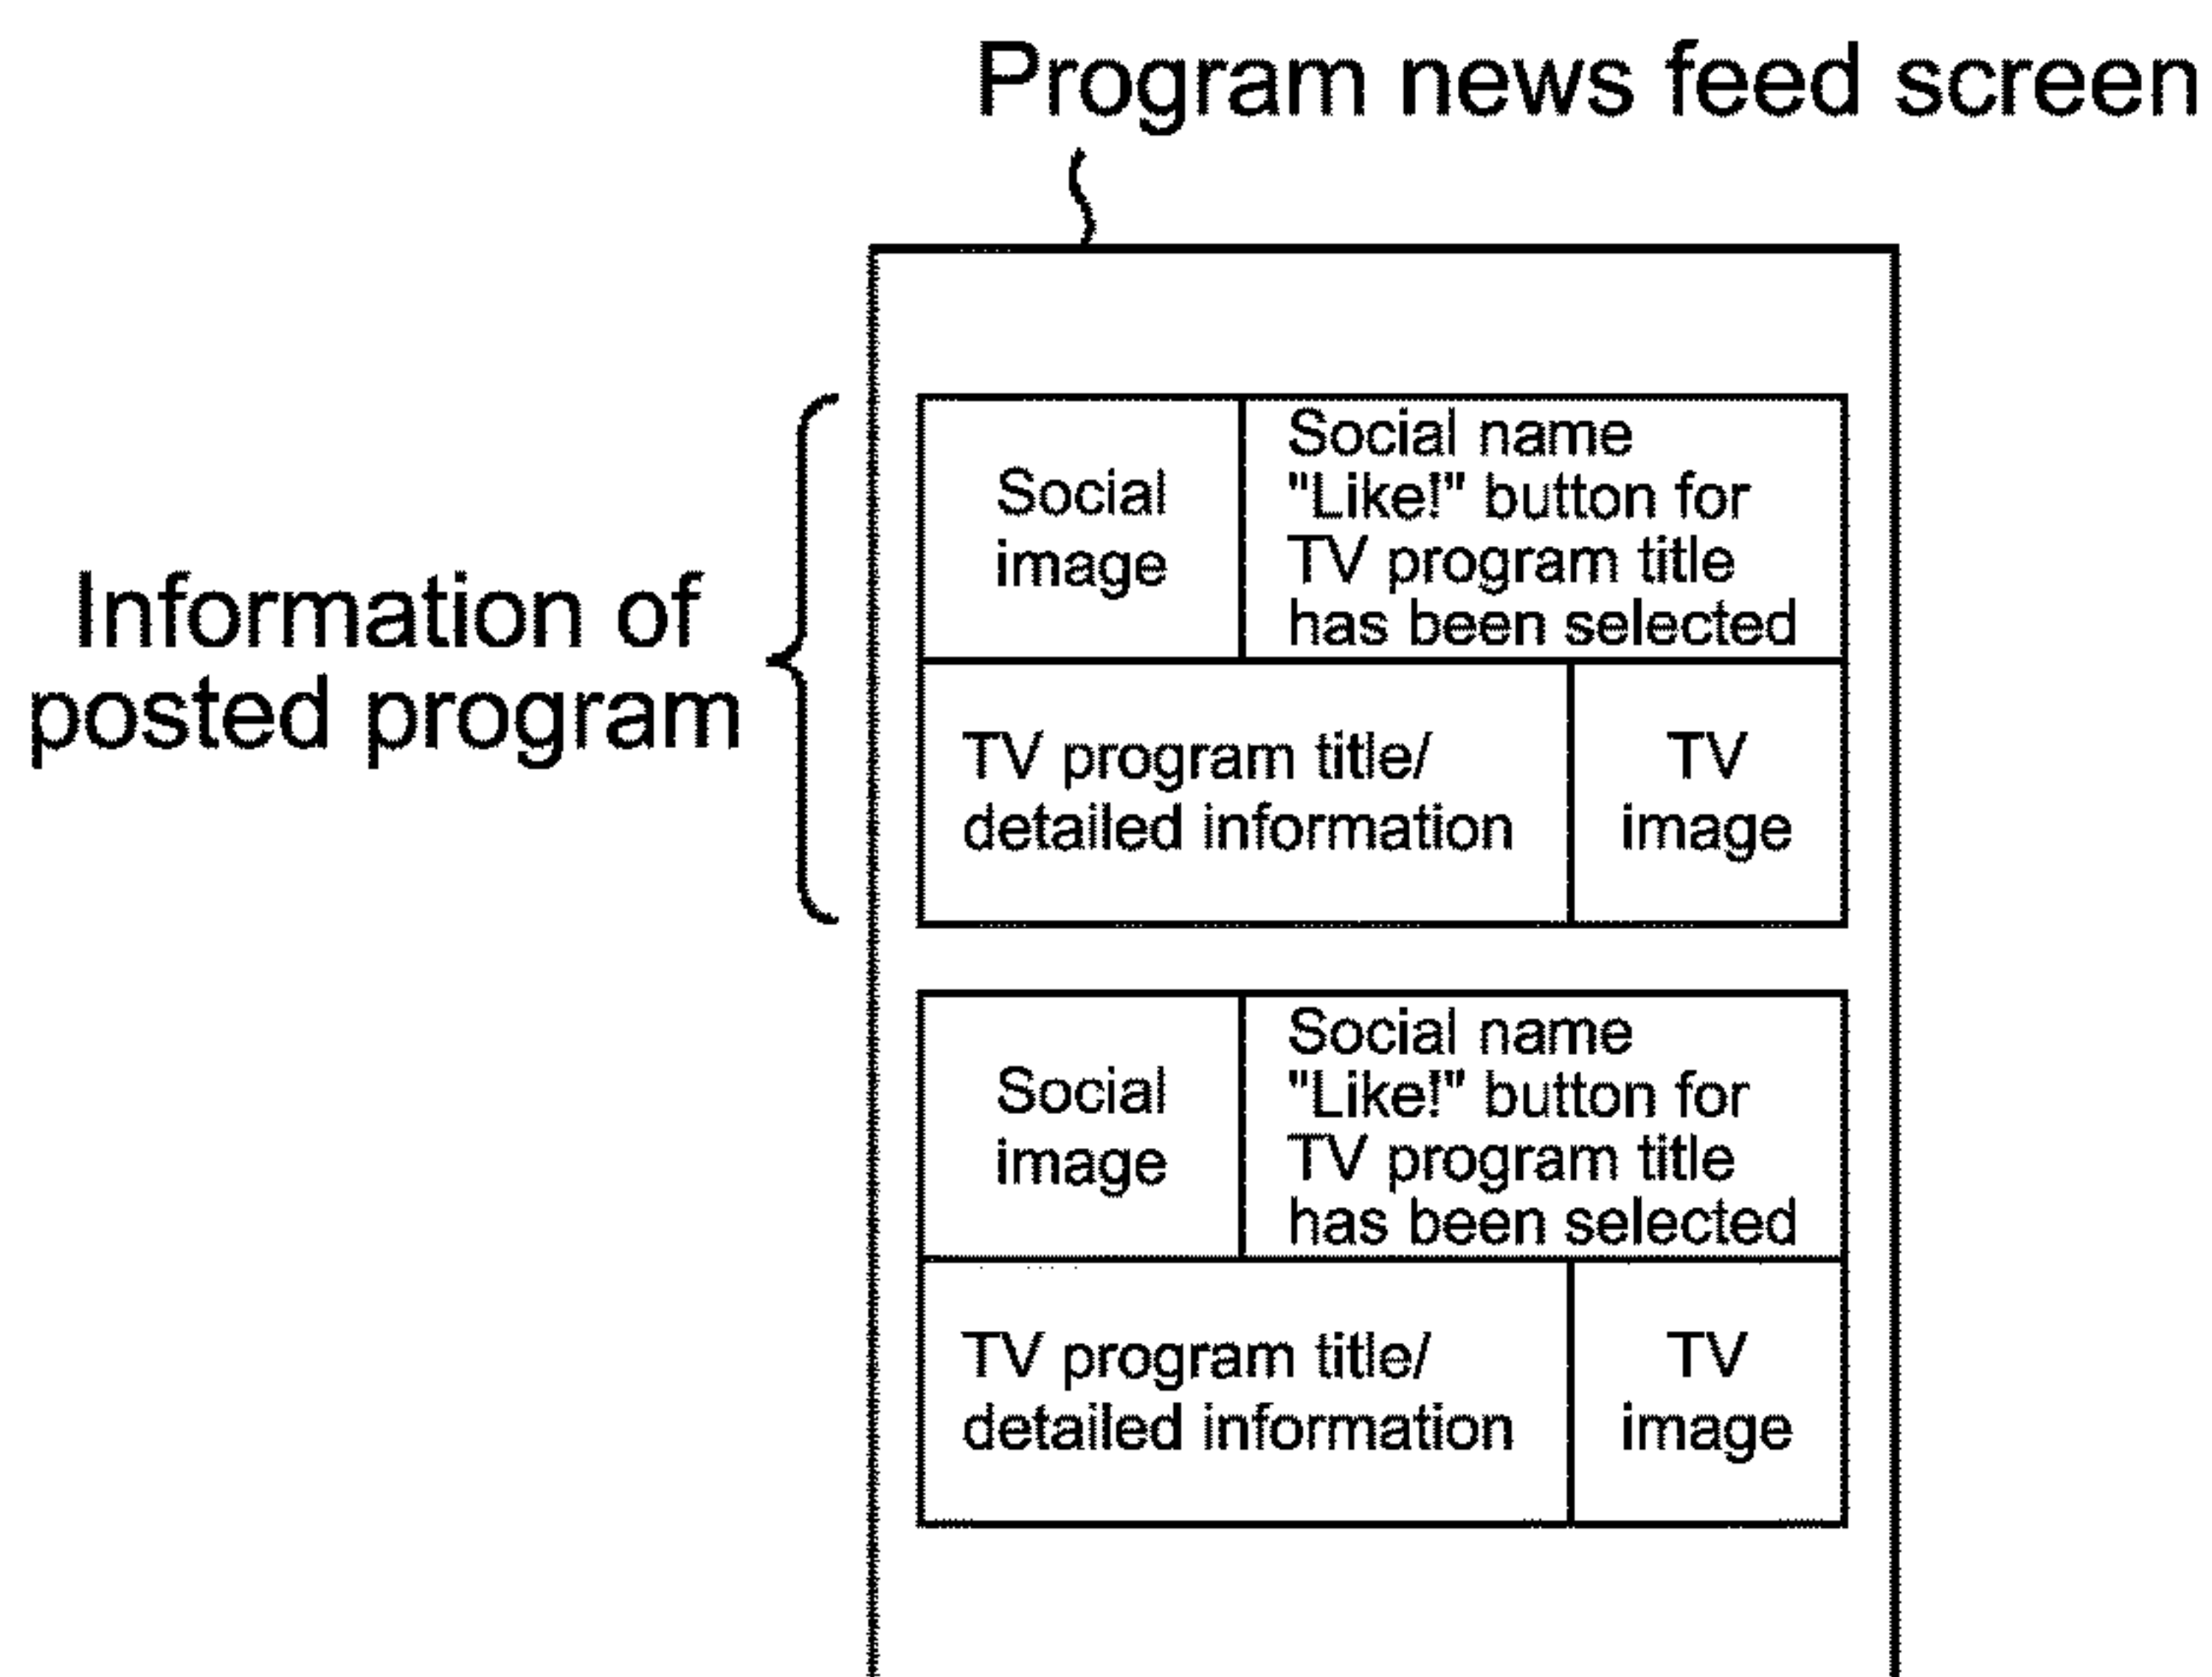 Program news feed screen
Information of
posted program
Social
image
Social name
"Like!" button for
TV program title
has been selected
TV program title/
detailed information
TV
image
Social
image
Social name
"Like!" button for
TV program title
has been selected
TV program title/
detailed information
TV
image